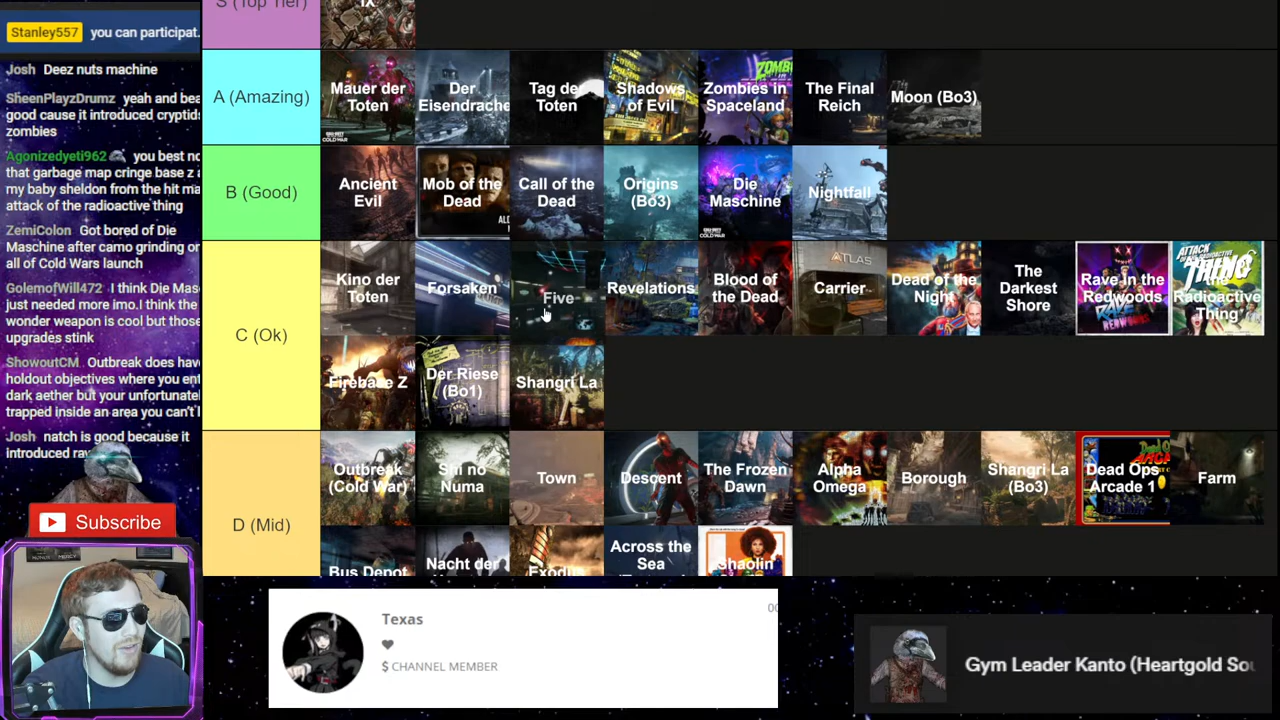 S (Top Tier)
IX
Stanley557 you can participat.
Josh Deez nuts machine
SheenPlayzDrumz yeah and bea
good cause it introduced cryptids
zombies
Agonizedyeti962 you best no
that garbage map cringe base z a
my baby sheldon from the hit ma
attack of the radioactive thing
ZemiColon Got bored of Die
Maschine after camo grinding on
all of Cold Wars launch
GolemofWill472 I think Die Mas
just needed more imo.I think the
wonder weapon is cool but those
upgrades stink
ShowoutCM Outbreak does have
holdout objectives where you ent
dark aether but your unfortunate
trapped inside an area you can't l
Josh natch is good because it
introduced ray
Subscribe
A (Amazing)
Mauer der
Toten
Der
Eisendrache
Tag der
Toten
Shadows
of Evil
Zombies in
Spaceland
The Final
Reich
Moon (Bo3)
B (Good)
Ancient
Evil
Mob of the
Dead
Call of the
Dead
Origins
(Bo3)
Die
Maschine
Nightfall
C (Ok)
Kino der
Toten
Forsaken
Five
Revelations
Blood of
the Dead
ATLAS
Carrier
Dead of the
Night
The
Darkest
Shore
Rave in the
Redwoods
ATTACK
Radioactive
Thing
Firebase Z
Der Riese
(Bo1)
Shangri La
D (Mid)
Outbreak
(Cold War)
Shi no
Numa
Town
Descent
The Frozen
Dawn
Alpha
Omega
Borough
Shangri La
(Bo3)
Dead Ops
Arcade 1
Farm
Bus Depot
Nacht der
Exodus
Across the
Sea
Shaolin
Texas
$ CHANNEL MEMBER
Gym Leader Kanto (Heartgold Sou